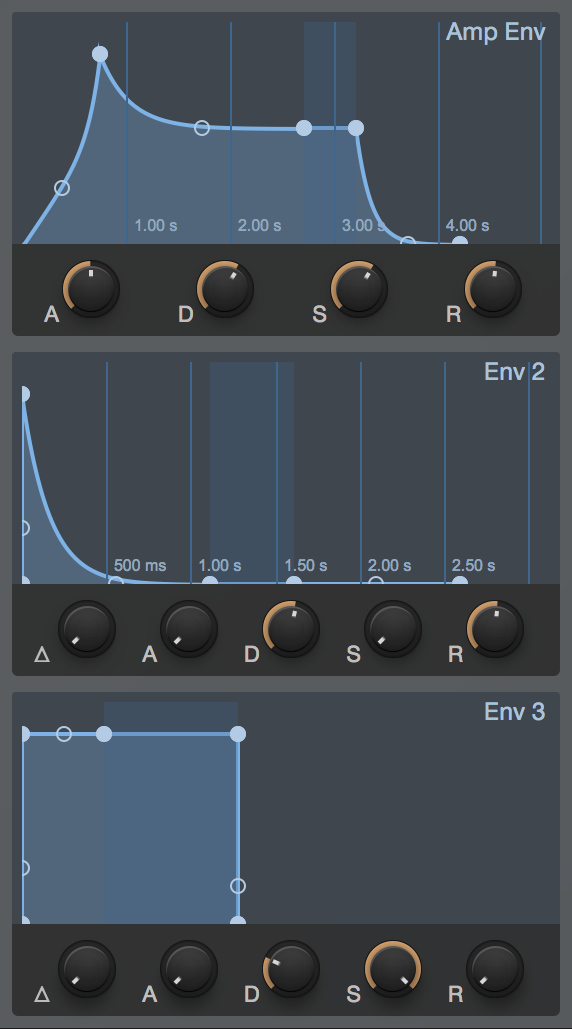 Amp Env
1.00 s 2.00 s 3.00 s 4.00 s
A D S R
Env 2
500 ms 1.00 s 1.50 s 2.00 s 2.50 s
Δ A D S R
Env 3
Δ A D S R